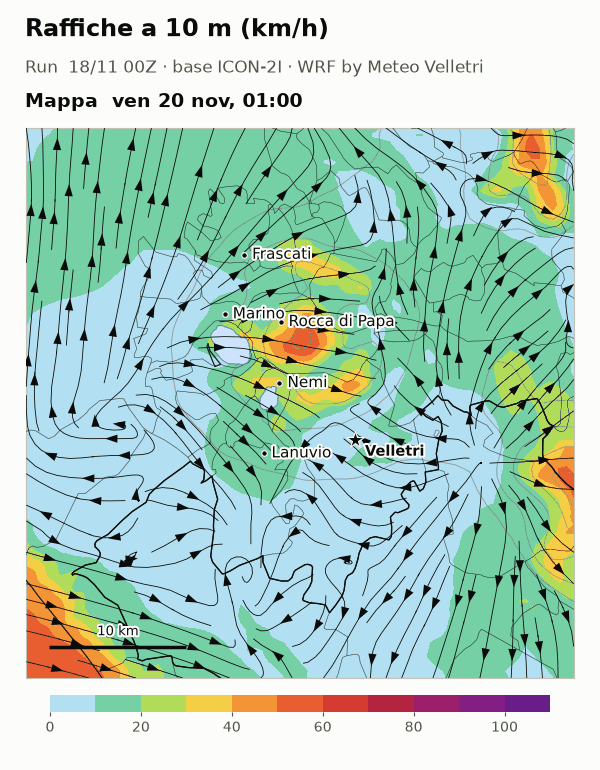 Raffiche a 10 m (km/h)
Run  18/11 00Z · base ICON-2I · WRF by Meteo Velletri
Mappa  ven 20 nov, 01:00
Frascati
Marino
Rocca di Papa
Nemi
Lanuvio
Velletri
10 km
0 20 40 60 80 100